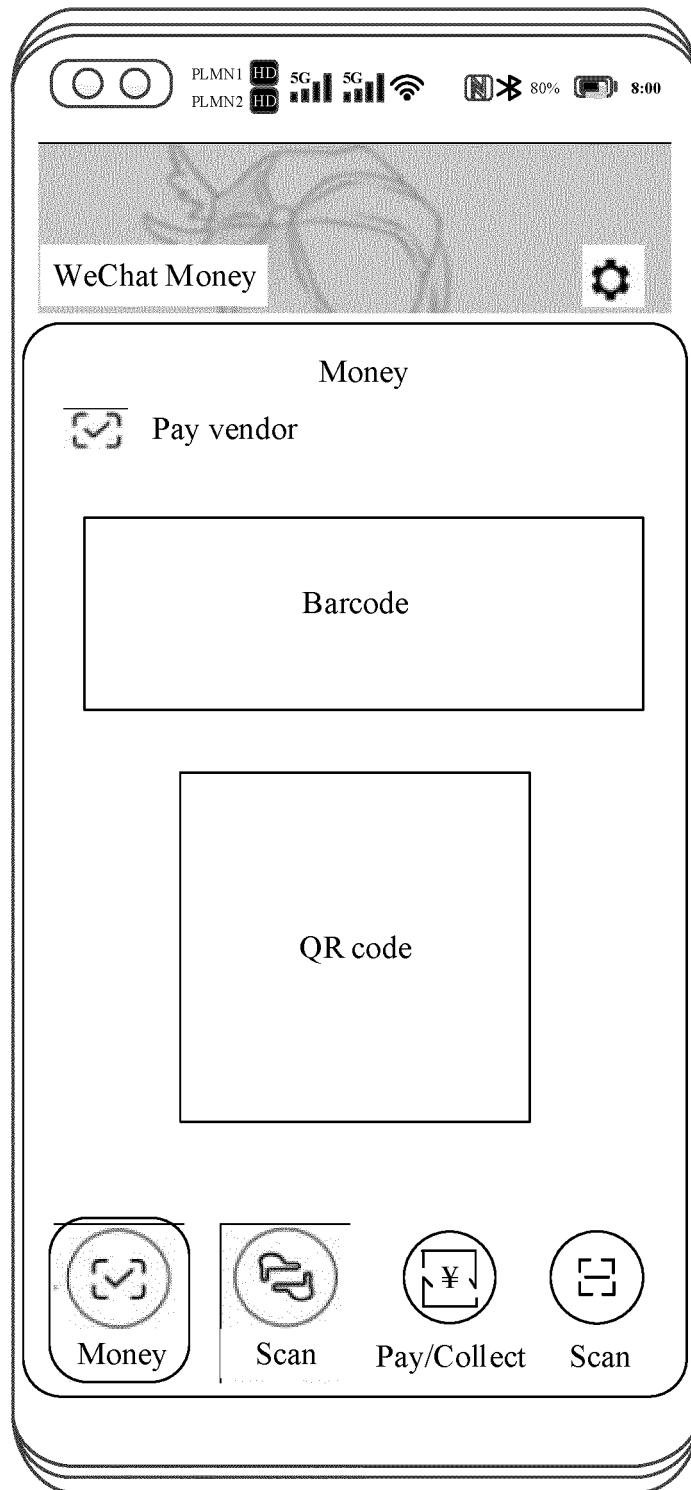 PLMN1 HD 5G 5G N 80% 8:00
PLMN2 HD
WeChat Money
Money
Pay vendor
Barcode
QR code
¥
Money Scan Pay/Collect Scan